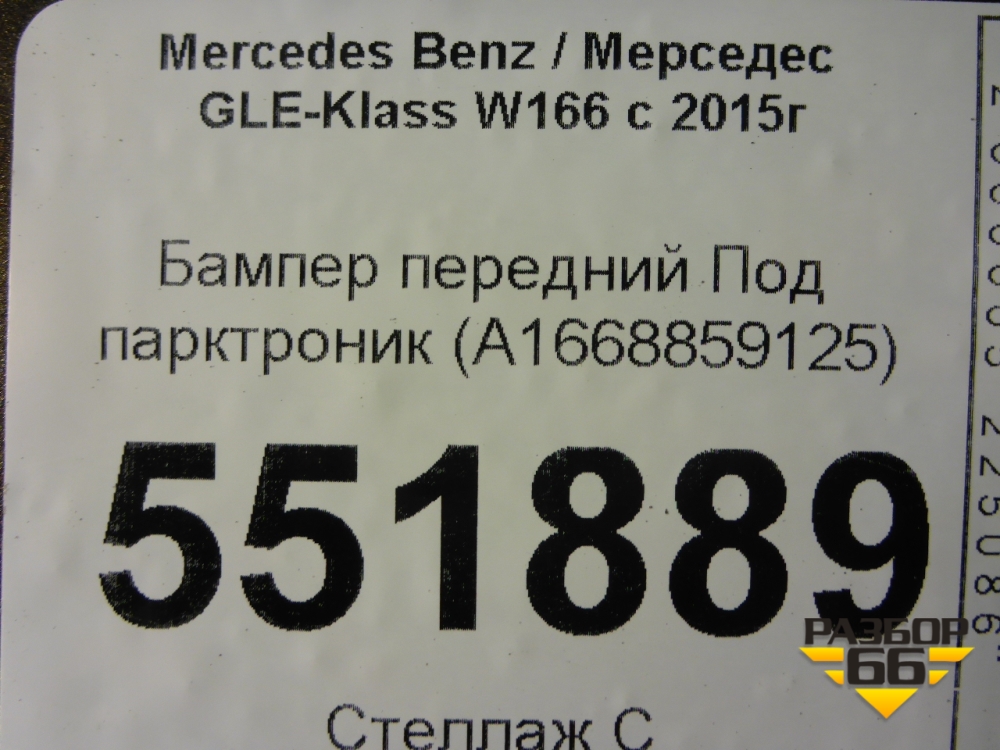 Mercedes Benz / Мерседес
GLE-Klass W166 с 2015г
Бампер передний Под
парктроник (A1668859125)
551889
Стеллаж С
РАЗБОР
66